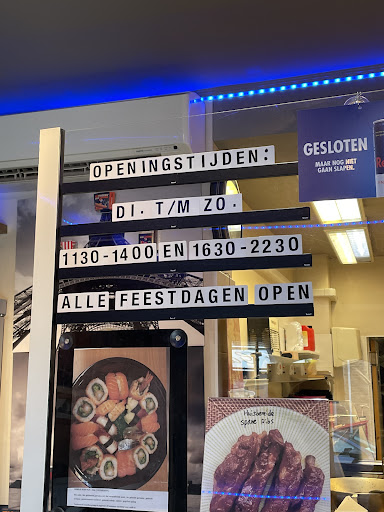 OPENINGSTIJDEN:
DI. T/M ZO.
1130-1400 EN 1630-2230
ALLE FEESTDAGEN OPEN
GESLOTEN
MAAR NOG NIET
GAAN SLAPEN.
spare ribs